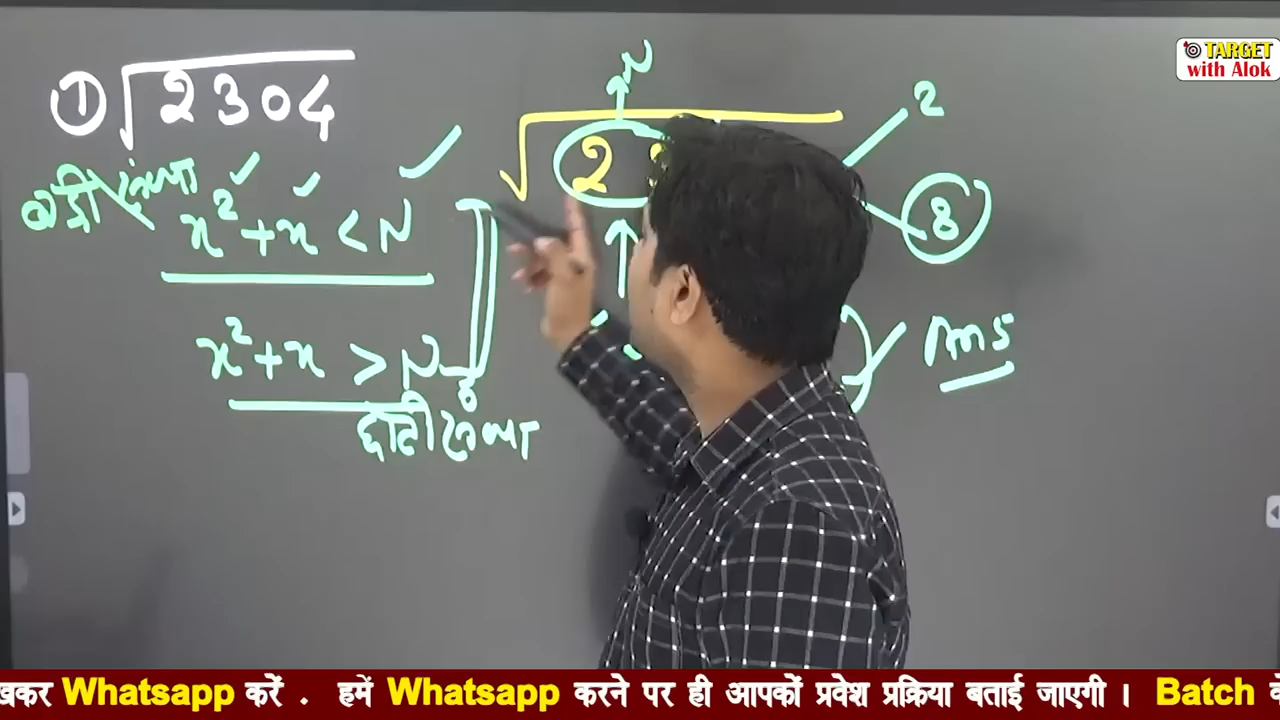 TARGET
with Alok
① √2304
बड़ी संख्या
x² + x < N
x² + x > N
छोटी संख्या
N
√2
2
8
Ans
खकर Whatsapp करें . हमें Whatsapp करने पर ही आपकों प्रवेश प्रक्रिया बताई जाएगी । Batch